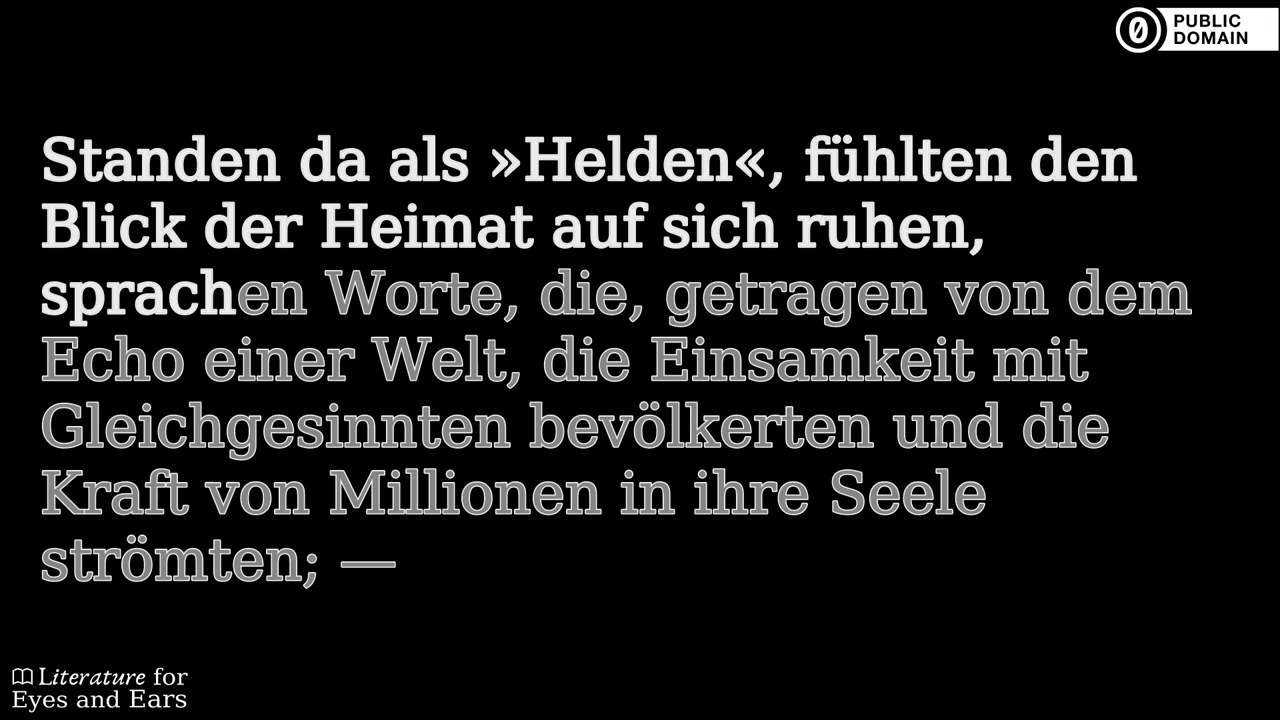 PUBLIC
DOMAIN
Standen da als »Helden«, fühlten den
Blick der Heimat auf sich ruhen,
sprachen Worte, die, getragen von dem
Echo einer Welt, die Einsamkeit mit
Gleichgesinnten bevölkerten und die
Kraft von Millionen in ihre Seele
strömten; —
Literature for
Eyes and Ears